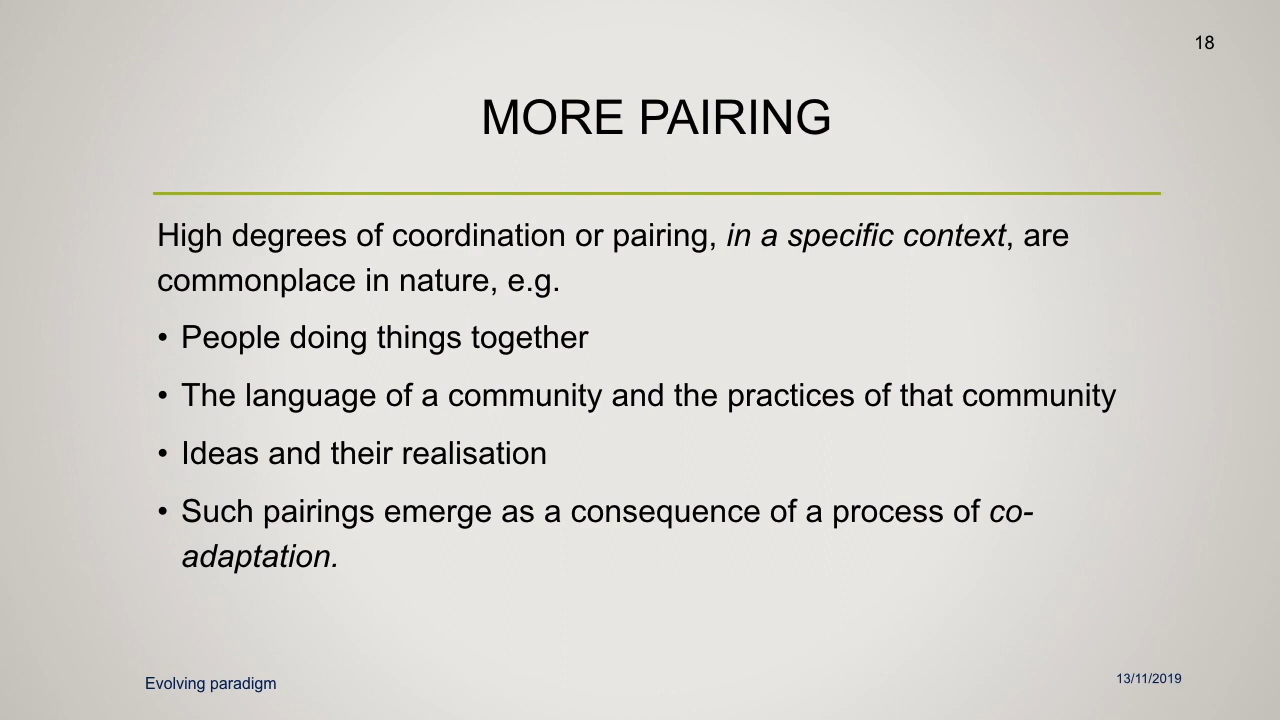 18
MORE PAIRING
High degrees of coordination or pairing, in a specific context, are
commonplace in nature, e.g.
• People doing things together
• The language of a community and the practices of that community
• Ideas and their realisation
• Such pairings emerge as a consequence of a process of co-
adaptation.
Evolving paradigm
13/11/2019